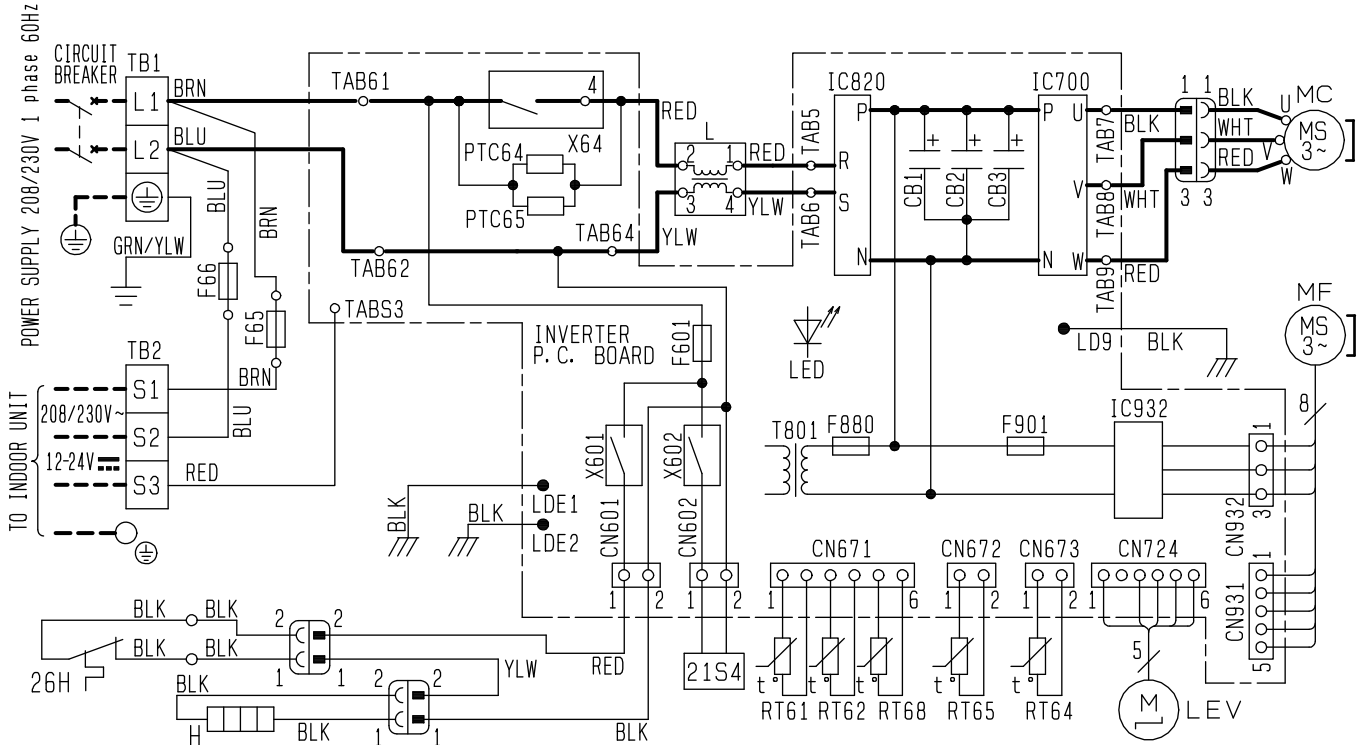 POWER SUPPLY 208/230V 1 phase 60Hz
CIRCUIT
BREAKER
TB1
L1
L2
BRN
BLU
GRN/YLW
BLU
BRN
F66
F65
TAB61
TAB62
TABS3
4
X64
PTC64
PTC65
TAB64
RED
YLW
L
2
1
3
4
RED
YLW
TAB5
TAB6
IC820
P
R
S
N
CB1
+
CB2
+
CB3
+
IC700
P
N
U
V
W
TAB7
TAB8
TAB9
BLK
WHT
RED
1
1
3
3
BLK
WHT
RED
U
V
W
MC
MS
3~
MF
MS
3~
8
TB2
S1
S2
S3
BRN
BLU
RED
208/230V~
12-24V
TO INDOOR UNIT
INVERTER
P.C. BOARD
F601
LED
LD9
BLK
X601
X602
T801
F880
F901
IC932
1
3
CN932
BLK
BLK
LDE1
LDE2
CN601
CN602
1
2
1
2
CN671
1
6
CN672
1
2
CN673
1
2
CN724
1
6
CN931
1
5
21S4
t°
RT61
t°
RT62
t°
RT68
t°
RT65
t°
RT64
5
M
LEV
26H
BLK
BLK
BLK
BLK
2
2
1
1
RED
YLW
BLK
2
2
1
1
H
BLK
BLK